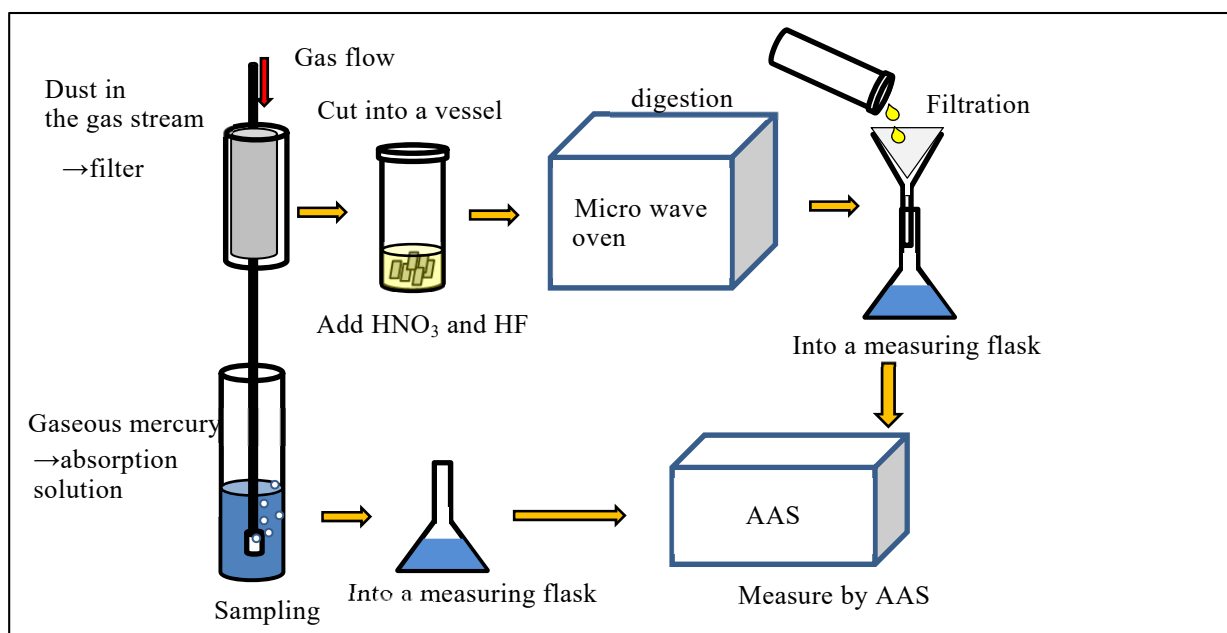 Gas flow
Dust in
the gas stream
→filter
Cut into a vessel
Add HNO₃ and HF
digestion
Micro wave
oven
Filtration
Into a measuring flask
Gaseous mercury
→absorption
solution
Sampling
Into a measuring flask
AAS
Measure by AAS